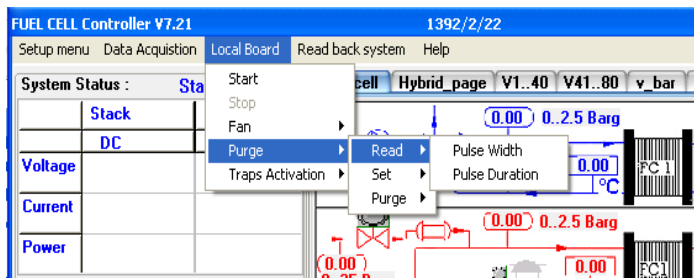 FUEL CELL Controller V7.21 1392/2/22
Setup menu Data Acquistion Local Board Read back system Help
System Status : Sta
cell Hybrid_page V1..40 V41..80 v_bar
Start
Stop
Fan
Purge
Traps Activation
Read
Set
Purge
Pulse Width
Pulse Duration
Stack
DC
Voltage
Current
Power
0.00 0..2.5 Barg
0.00
°C
FC 1
0.00 0..2.5 Barg
0.00
0.00
FC1